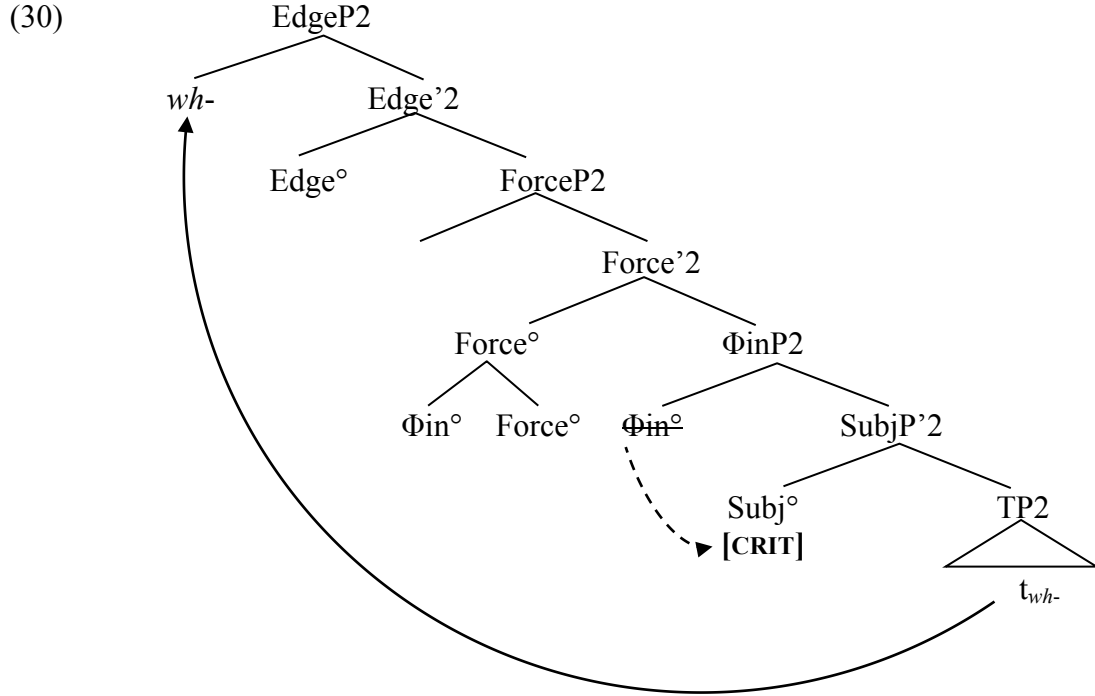 (30)
EdgeP2
wh- Edge’2
Edge° ForceP2
Force’2
Force° ΦinP2
Φin° Force° Φin° SubjP’2
Subj° TP2
[CRIT]
twh-